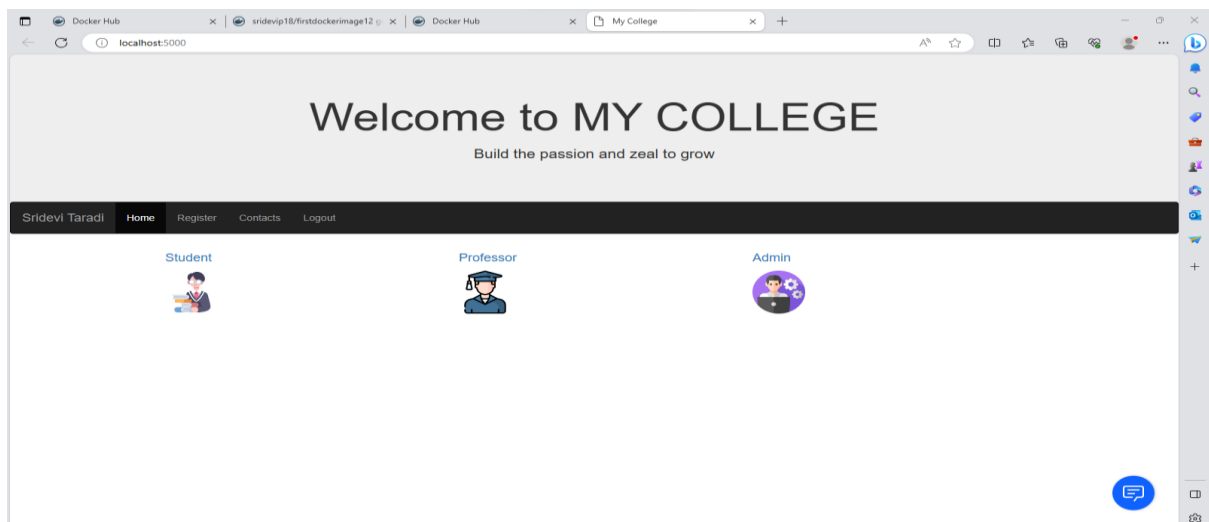 Docker Hub
sridevip18/firstdockerimage12
Docker Hub
My College
localhost:5000
Welcome to MY COLLEGE
Build the passion and zeal to grow
Sridevi Taradi Home Register Contacts Logout
Student Professor Admin